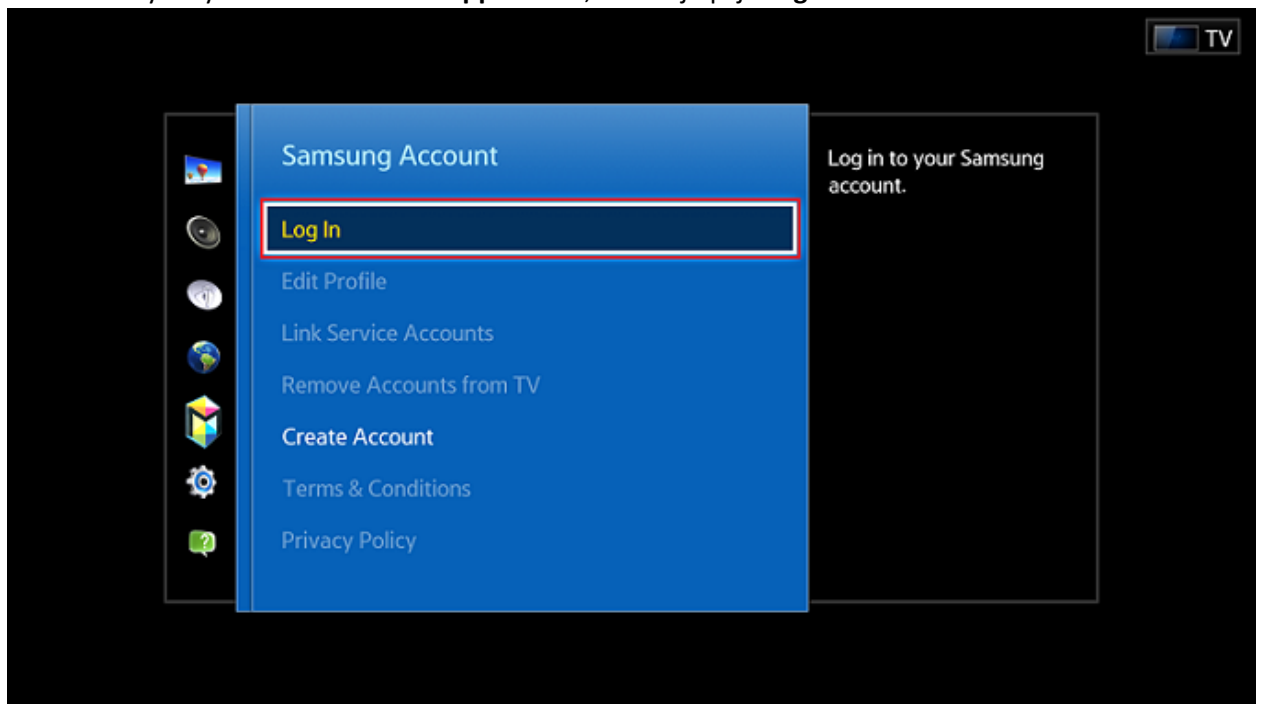 TV
Samsung Account
Log In
Edit Profile
Link Service Accounts
Remove Accounts from TV
Create Account
Terms & Conditions
Privacy Policy
Log in to your Samsung
account.